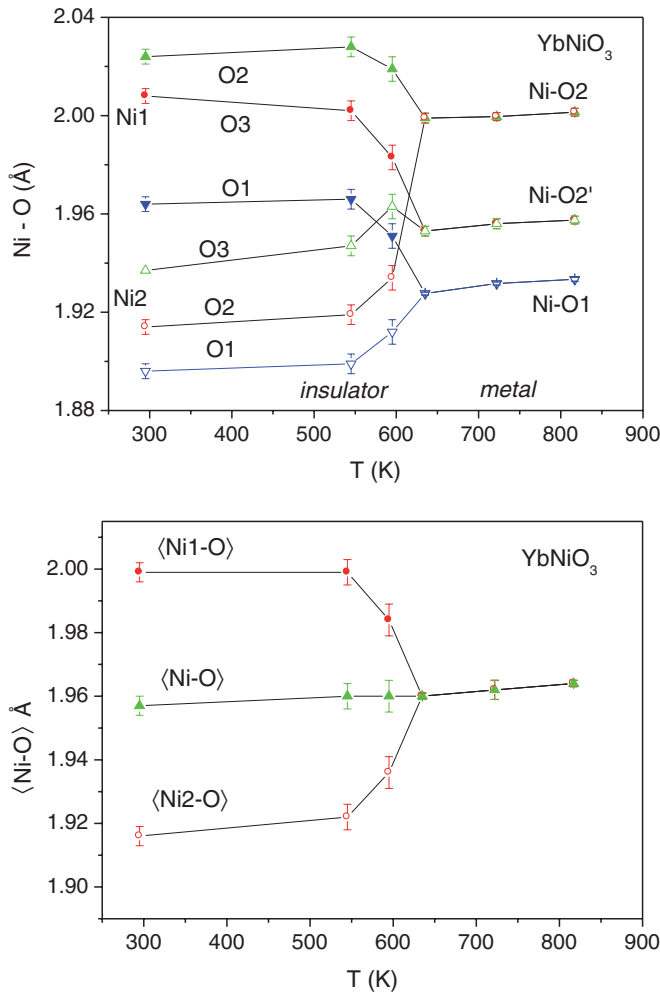 2.04
YbNiO3
O2
Ni-O2
2.00
Ni1
O3
Ni - O (Å)
O1
Ni-O2'
1.96
O3
Ni2
O2
Ni-O1
1.92
O1
insulator
metal
1.88
300 400 500 600 700 800 900
T (K)
⟨Ni1-O⟩
YbNiO3
2.00
1.98
⟨Ni-O⟩ Å
⟨Ni-O⟩
1.96
1.94
⟨Ni2-O⟩
1.92
1.90
300 400 500 600 700 800 900
T (K)